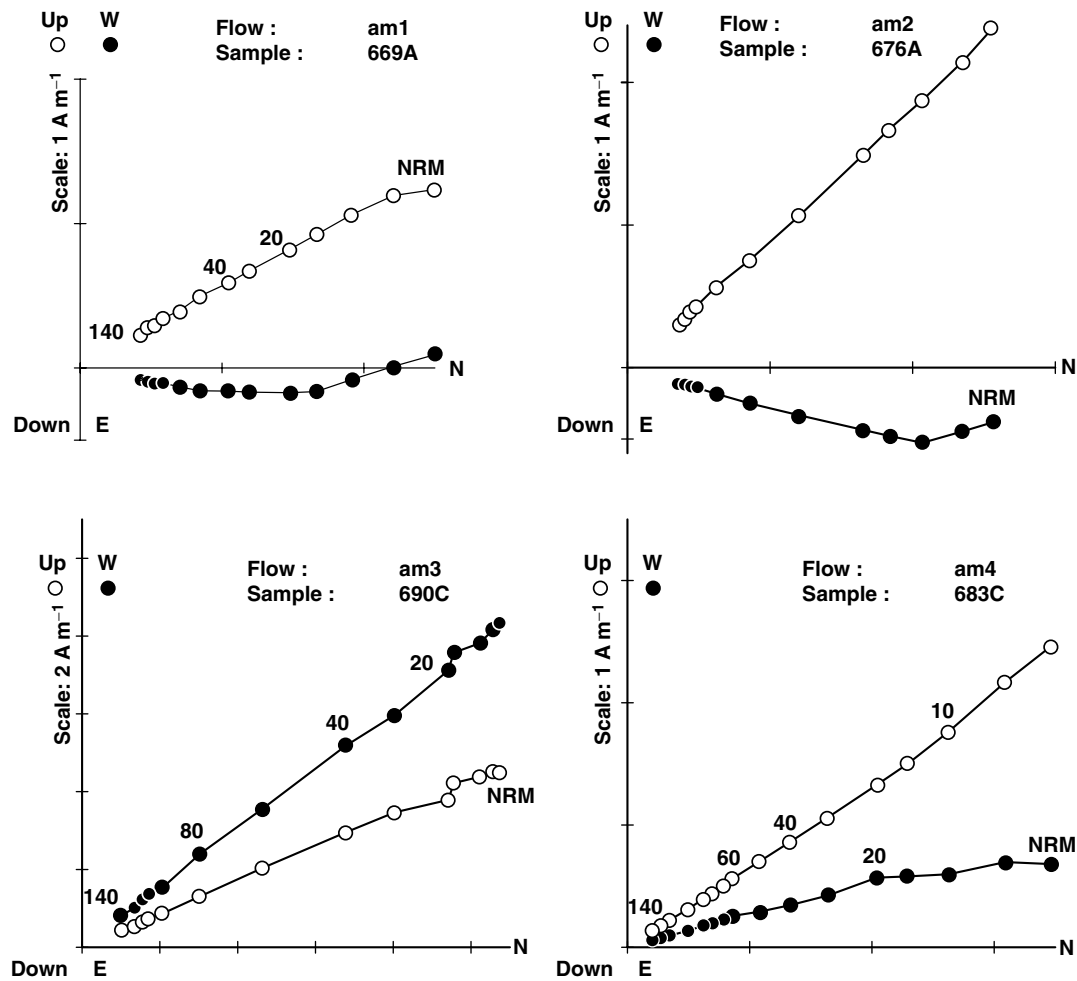 Up W
Flow : am1
Sample : 669A
Scale: 1 A m⁻¹
NRM
20
40
140
N
Down E
Up W
Flow : am2
Sample : 676A
Scale: 1 A m⁻¹
N
NRM
Down E
Up W
Flow : am3
Sample : 690C
Scale: 2 A m⁻¹
20
40
NRM
80
140
N
Down E
Up W
Flow : am4
Sample : 683C
Scale: 1 A m⁻¹
10
40
60
20
NRM
140
N
Down E